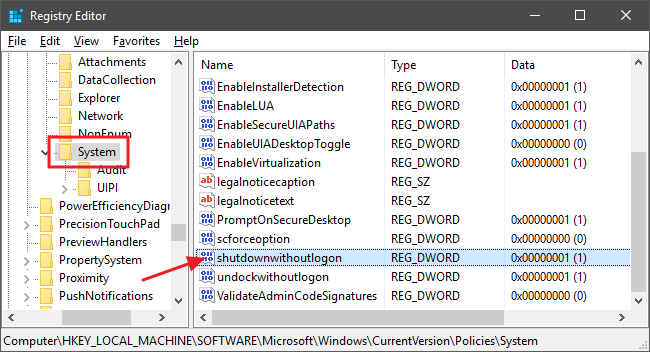 Registry Editor
File Edit View Favorites Help
Attachments
DataCollection
Explorer
Network
NonEnum
System
Audit
UIPI
PowerEfficiencyDiagn
PrecisionTouchPad
PreviewHandlers
PropertySystem
Proximity
PushNotifications
Name Type Data
EnableInstallerDetection REG_DWORD 0x00000001 (1)
EnableLUA REG_DWORD 0x00000001 (1)
EnableSecureUIAPaths REG_DWORD 0x00000001 (1)
EnableUIADesktopToggle REG_DWORD 0x00000000 (0)
EnableVirtualization REG_DWORD 0x00000001 (1)
legalnoticecaption REG_SZ
legalnoticetext REG_SZ
PromptOnSecureDesktop REG_DWORD 0x00000001 (1)
scforceoption REG_DWORD 0x00000000 (0)
shutdownwithoutlogon REG_DWORD 0x00000001 (1)
undockwithoutlogon REG_DWORD 0x00000001 (1)
ValidateAdminCodeSignatures REG_DWORD 0x00000000 (0)
Computer\HKEY_LOCAL_MACHINE\SOFTWARE\Microsoft\Windows\CurrentVersion\Policies\System